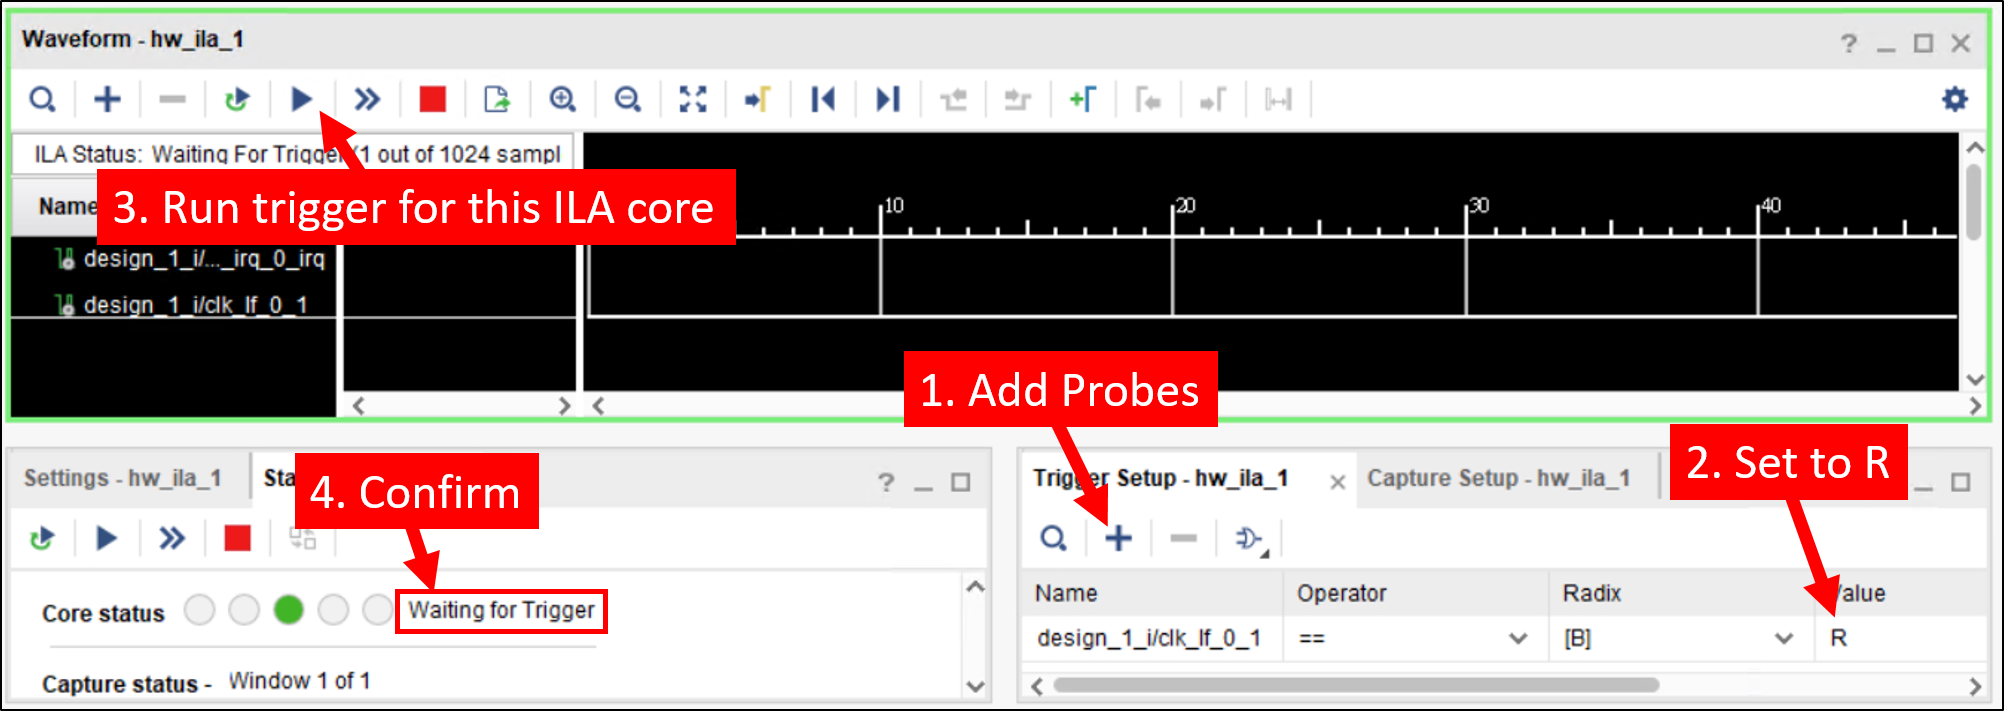 Waveform - hw_ila_1
ILA Status: Waiting For Trigger (1 out of 1024 sampl
Name
3. Run trigger for this ILA core
10 20 30 40
design_1_i/..._irq_0_irq
design_1_i/clk_lf_0_1
1. Add Probes
Settings - hw_ila_1
Sta
4. Confirm
Core status
Waiting for Trigger
Capture status - Window 1 of 1
Trigger Setup - hw_ila_1
Capture Setup - hw_ila_1
2. Set to R
Name Operator Radix alue
design_1_i/clk_lf_0_1 == [B] R